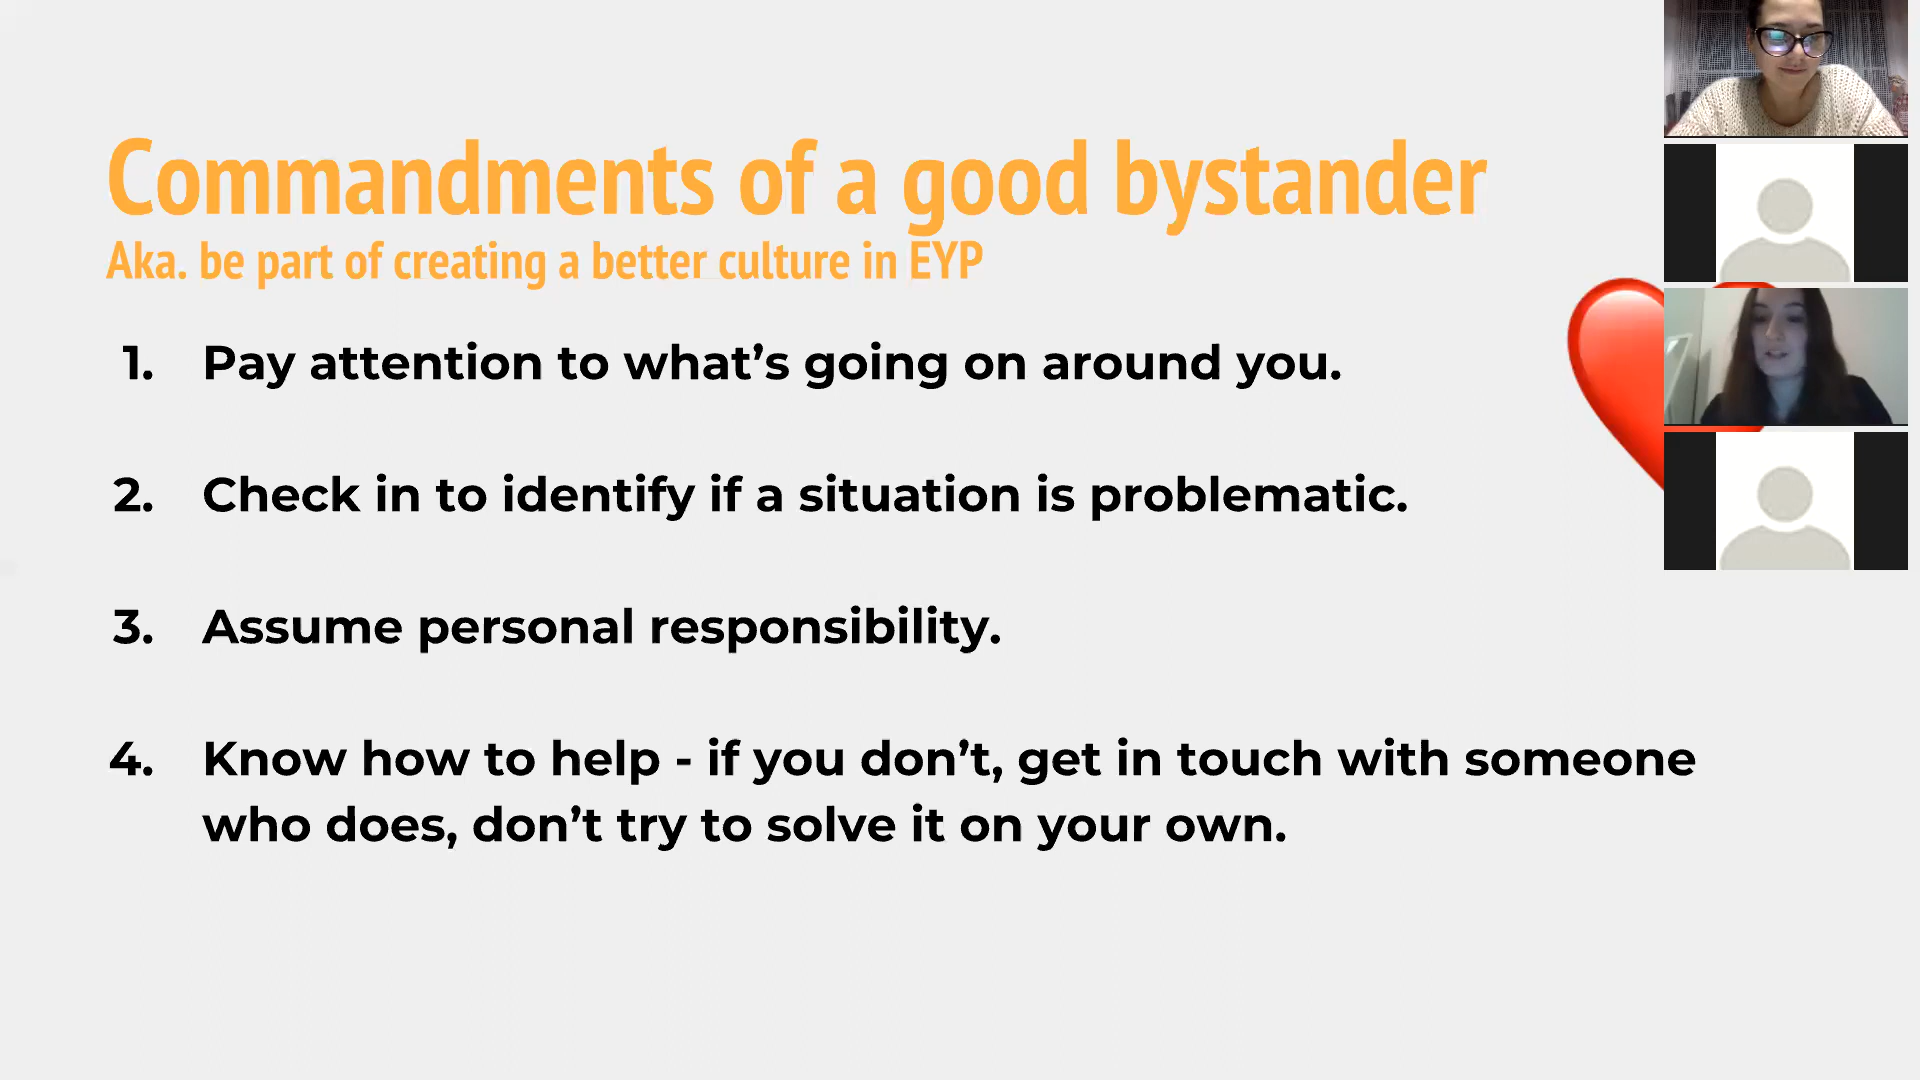 Commandments of a good bystander
Aka. be part of creating a better culture in EYP
1. Pay attention to what’s going on around you.
2. Check in to identify if a situation is problematic.
3. Assume personal responsibility.
4. Know how to help - if you don’t, get in touch with someone
who does, don’t try to solve it on your own.